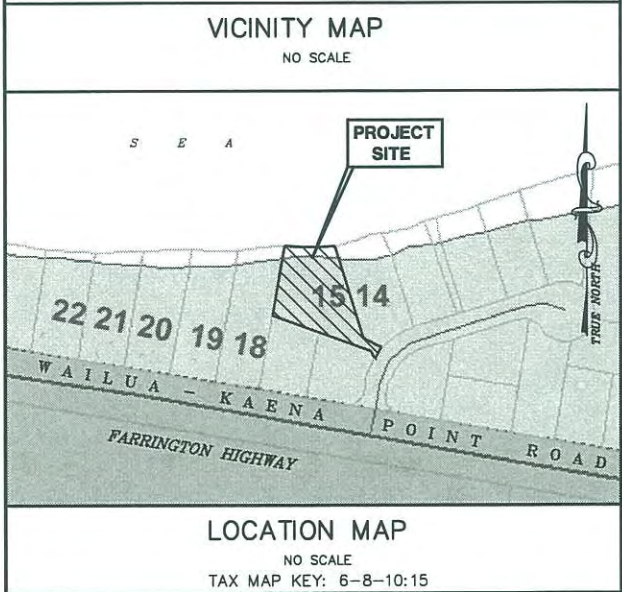 VICINITY MAP
NO SCALE
S E A
PROJECT
SITE
15 14
22 21 20 19 18
TRUE NORTH
WAILUA - KAENA POINT ROAD
FARRINGTON HIGHWAY
LOCATION MAP
NO SCALE
TAX MAP KEY: 6-8-10:15